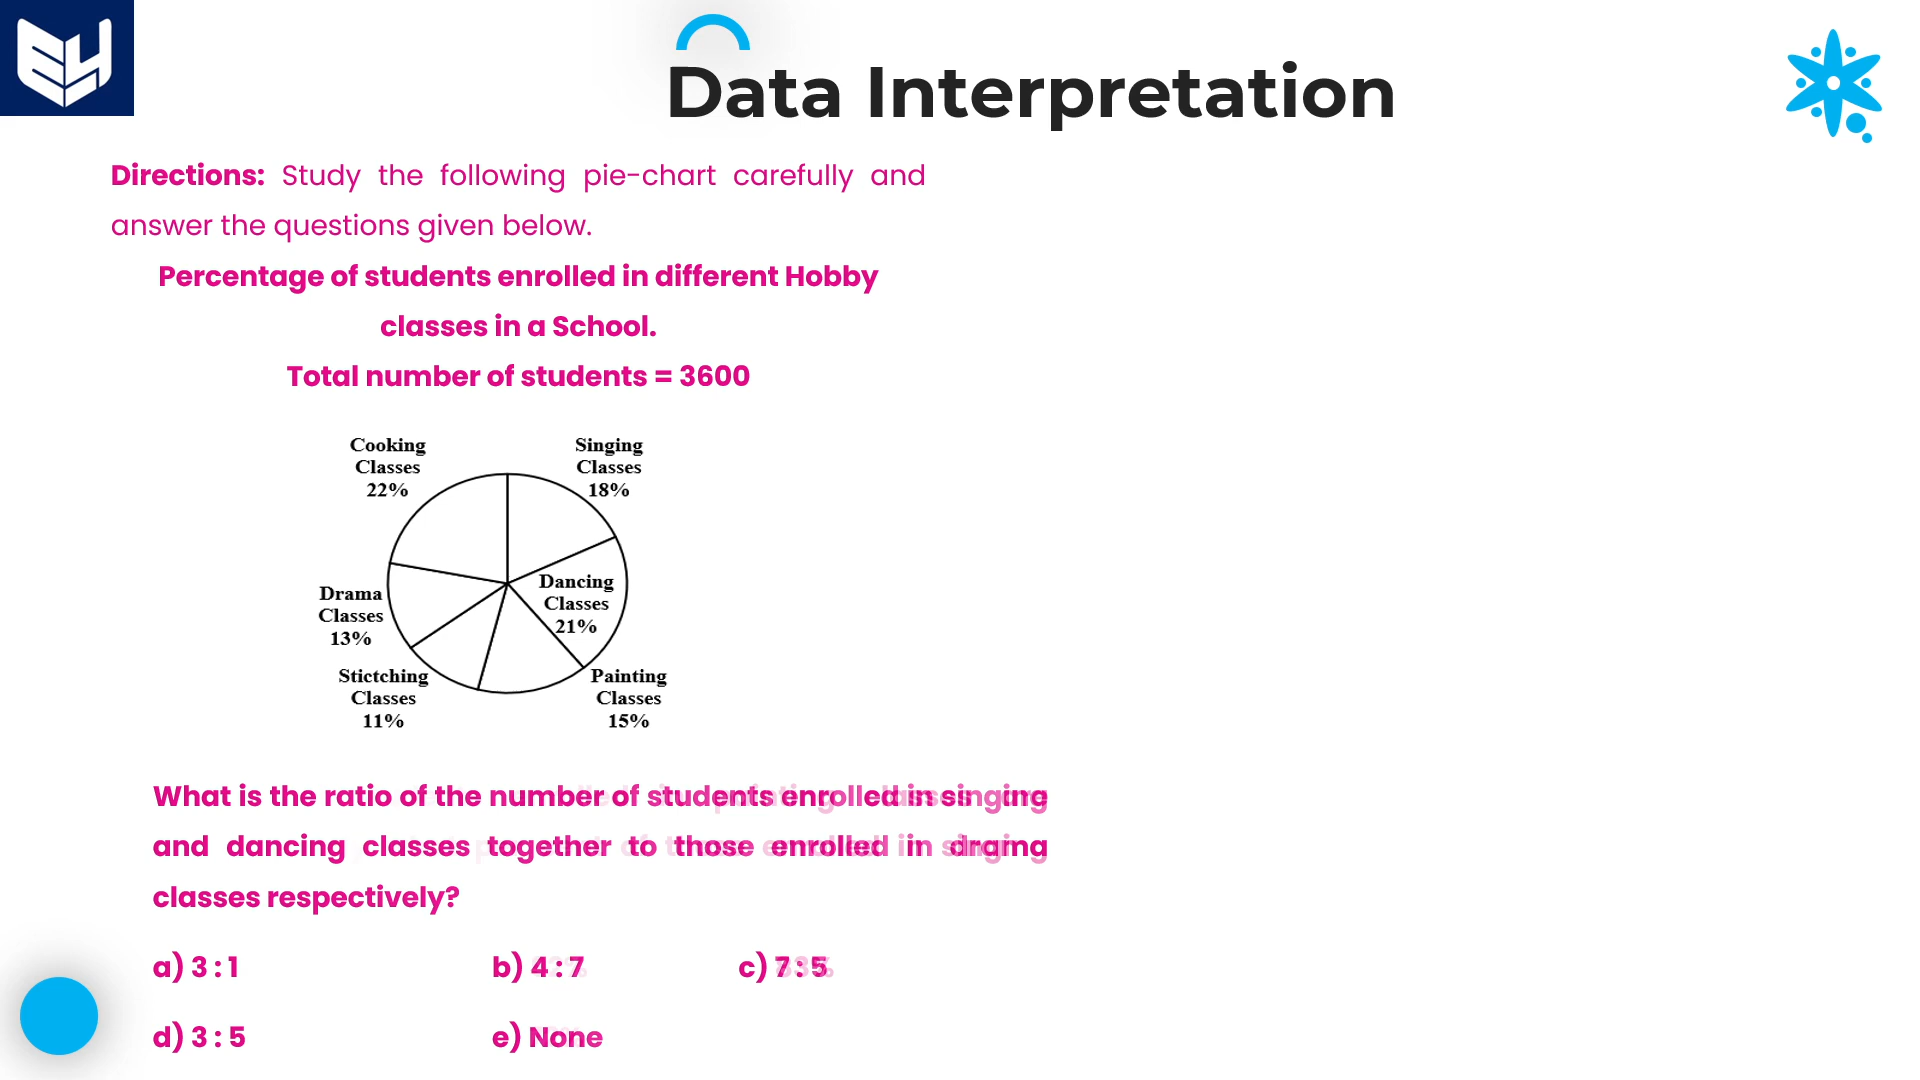 Data Interpretation
Directions: Study the following pie-chart carefully and
answer the questions given below.
Percentage of students enrolled in different Hobby
classes in a School.
Total number of students = 3600
Cooking
Classes
22%
Singing
Classes
18%
Dancing
Classes
21%
Drama
Classes
13%
Stictching
Classes
11%
Painting
Classes
15%
What is the ratio of the number of students enrolled in singing
and dancing classes together to those enrolled in
classes respectively?
a) 3 : 1
b) 4 : 7
c) 7 : 5
d) 3 : 5
e) None